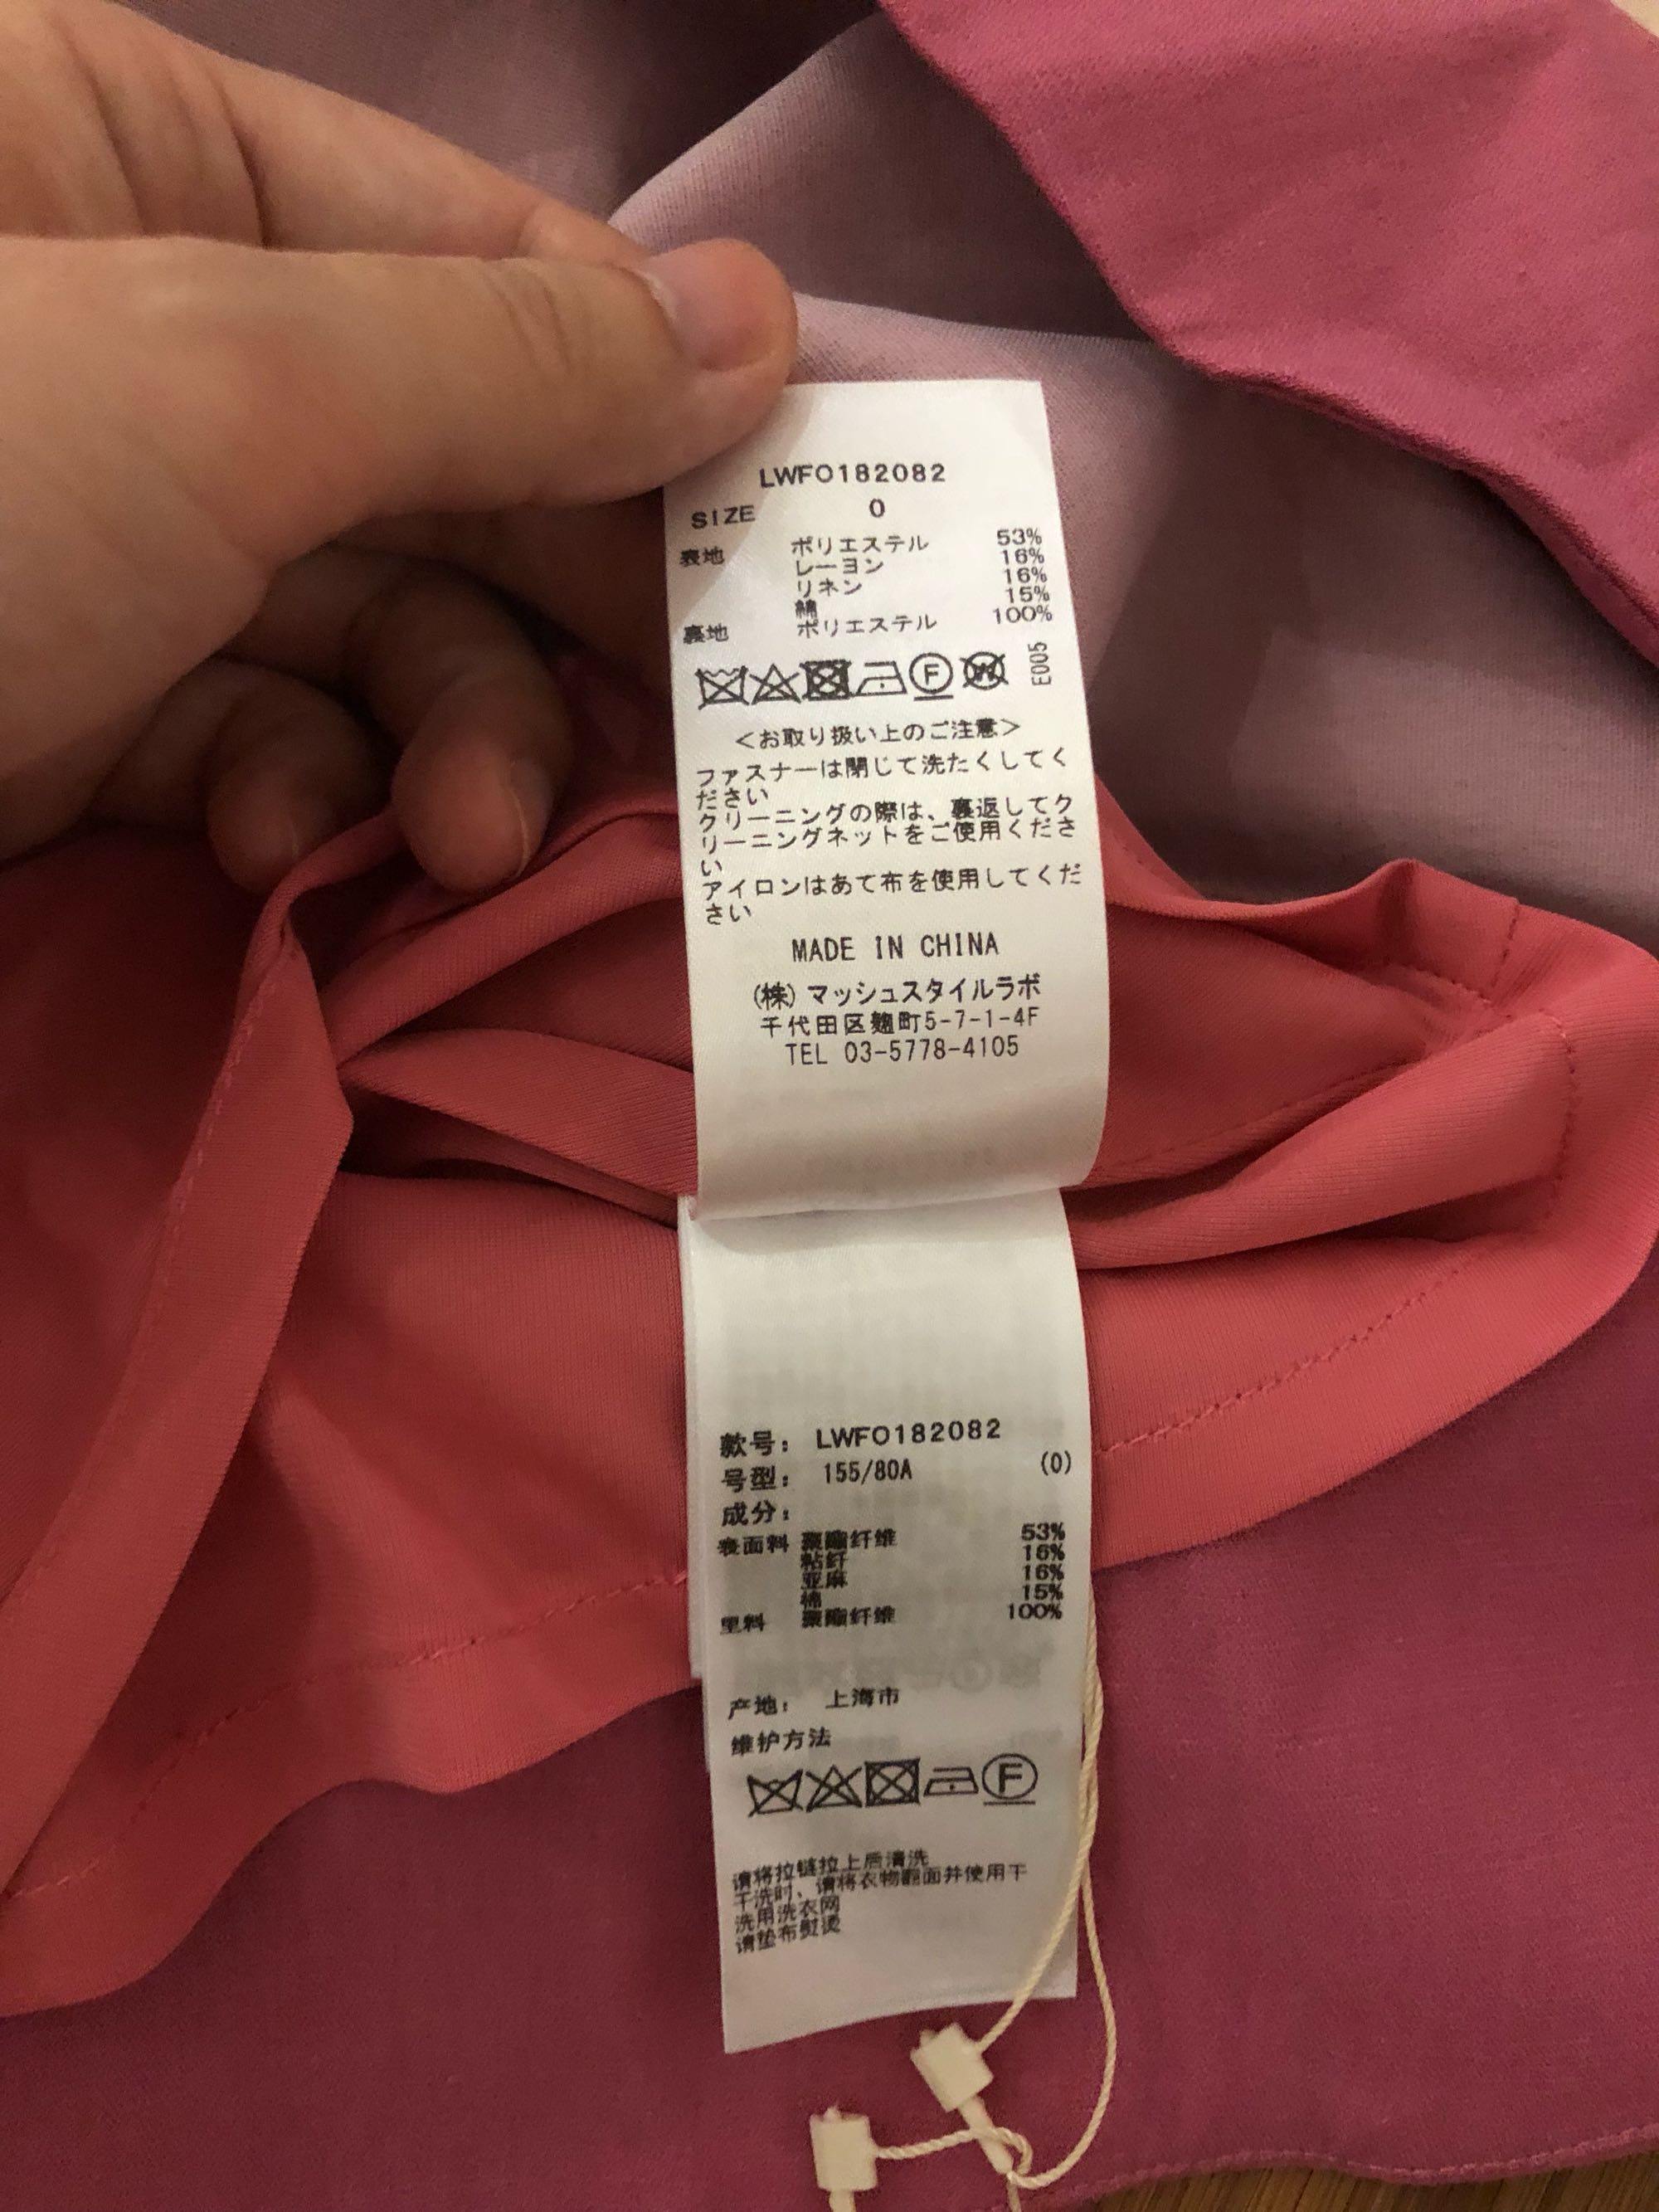 LWFO182082
SIZE 0
表地 ポリエステル 53%
レーヨン 16%
リネン 16%
綿 15%
裏地 ポリエステル 100%
F W E005
＜お取り扱い上のご注意＞
ファスナーは閉じて洗たくしてく
ださい
クリーニングの際は、裏返してク
リーニングネットをご使用くださ
い
アイロンはあて布を使用してくだ
さい
MADE IN CHINA
(株) マッシュスタイルラボ
千代田区麹町5-7-1-4F
TEL 03-5778-4105
款号： LWFO182082
号型： 155/80A (0)
成分：
表面料 聚酯纤维 53%
粘纤 16%
亚麻 16%
棉 15%
里料 聚酯纤维 100%
产地： 上海市
维护方法
F
请将拉链拉上后清洗
干洗时、请将衣物翻面并使用干
洗用洗衣网
请垫布熨烫